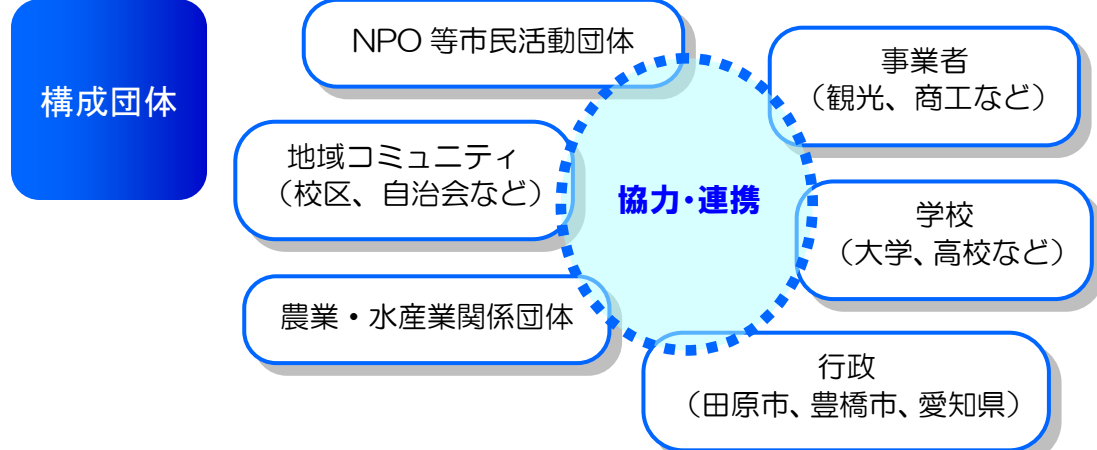 構成団体
NPO 等市民活動団体
事業者
（観光、商工など）
地域コミュニティ
（校区、自治会など）
協力・連携
学校
（大学、高校など）
農業・水産業関係団体
行政
（田原市、豊橋市、愛知県）